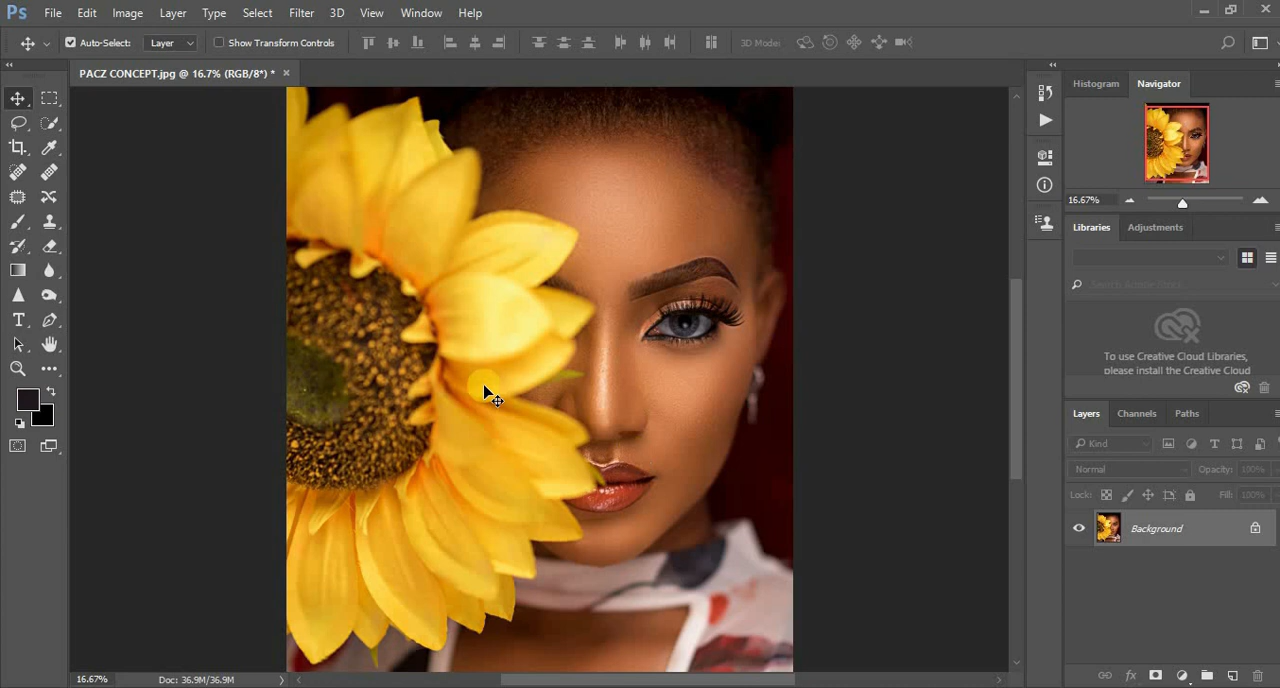 Ps File Edit Image Layer Type Select Filter 3D View Window Help
Auto-Select: Layer Show Transform Controls 3D Mode:
PACZ CONCEPT.jpg @ 16.7% (RGB/8*) * ×
Histogram Navigator
16.67%
Libraries Adjustments
To use Creative Cloud Libraries,
please install the Creative Cloud
Layers Channels Paths
Kind
Normal Opacity: 100%
Lock: Fill: 100%
Background
16.67% Doc: 36.9M/36.9M